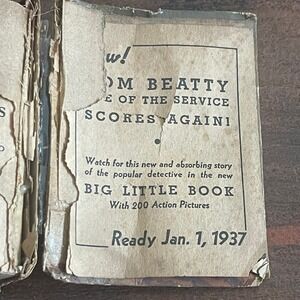 w!
OM BEATTY
E OF THE SERVICE
SCORES AGAIN!
Watch for this new and absorbing story
of the popular detective in the new
BIG LITTLE BOOK
With 200 Action Pictures
Ready Jan. 1, 1937
S